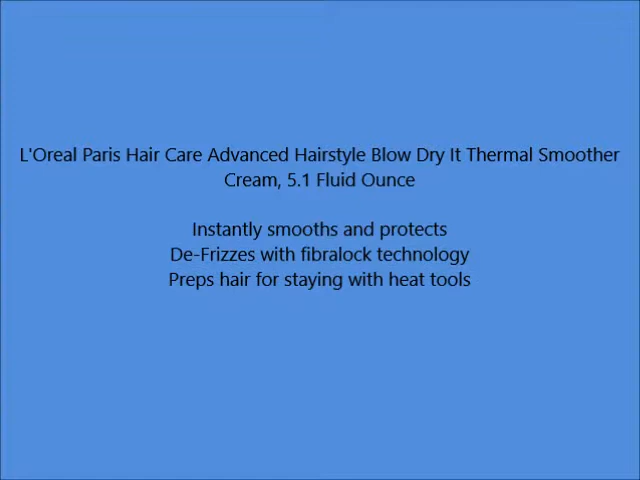 L'Oreal Paris Hair Care Advanced Hairstyle Blow Dry It Thermal Smoother
Cream, 5.1 Fluid Ounce
Instantly smooths and protects
De-Frizzes with fibralock technology
Preps hair for staying with heat tools